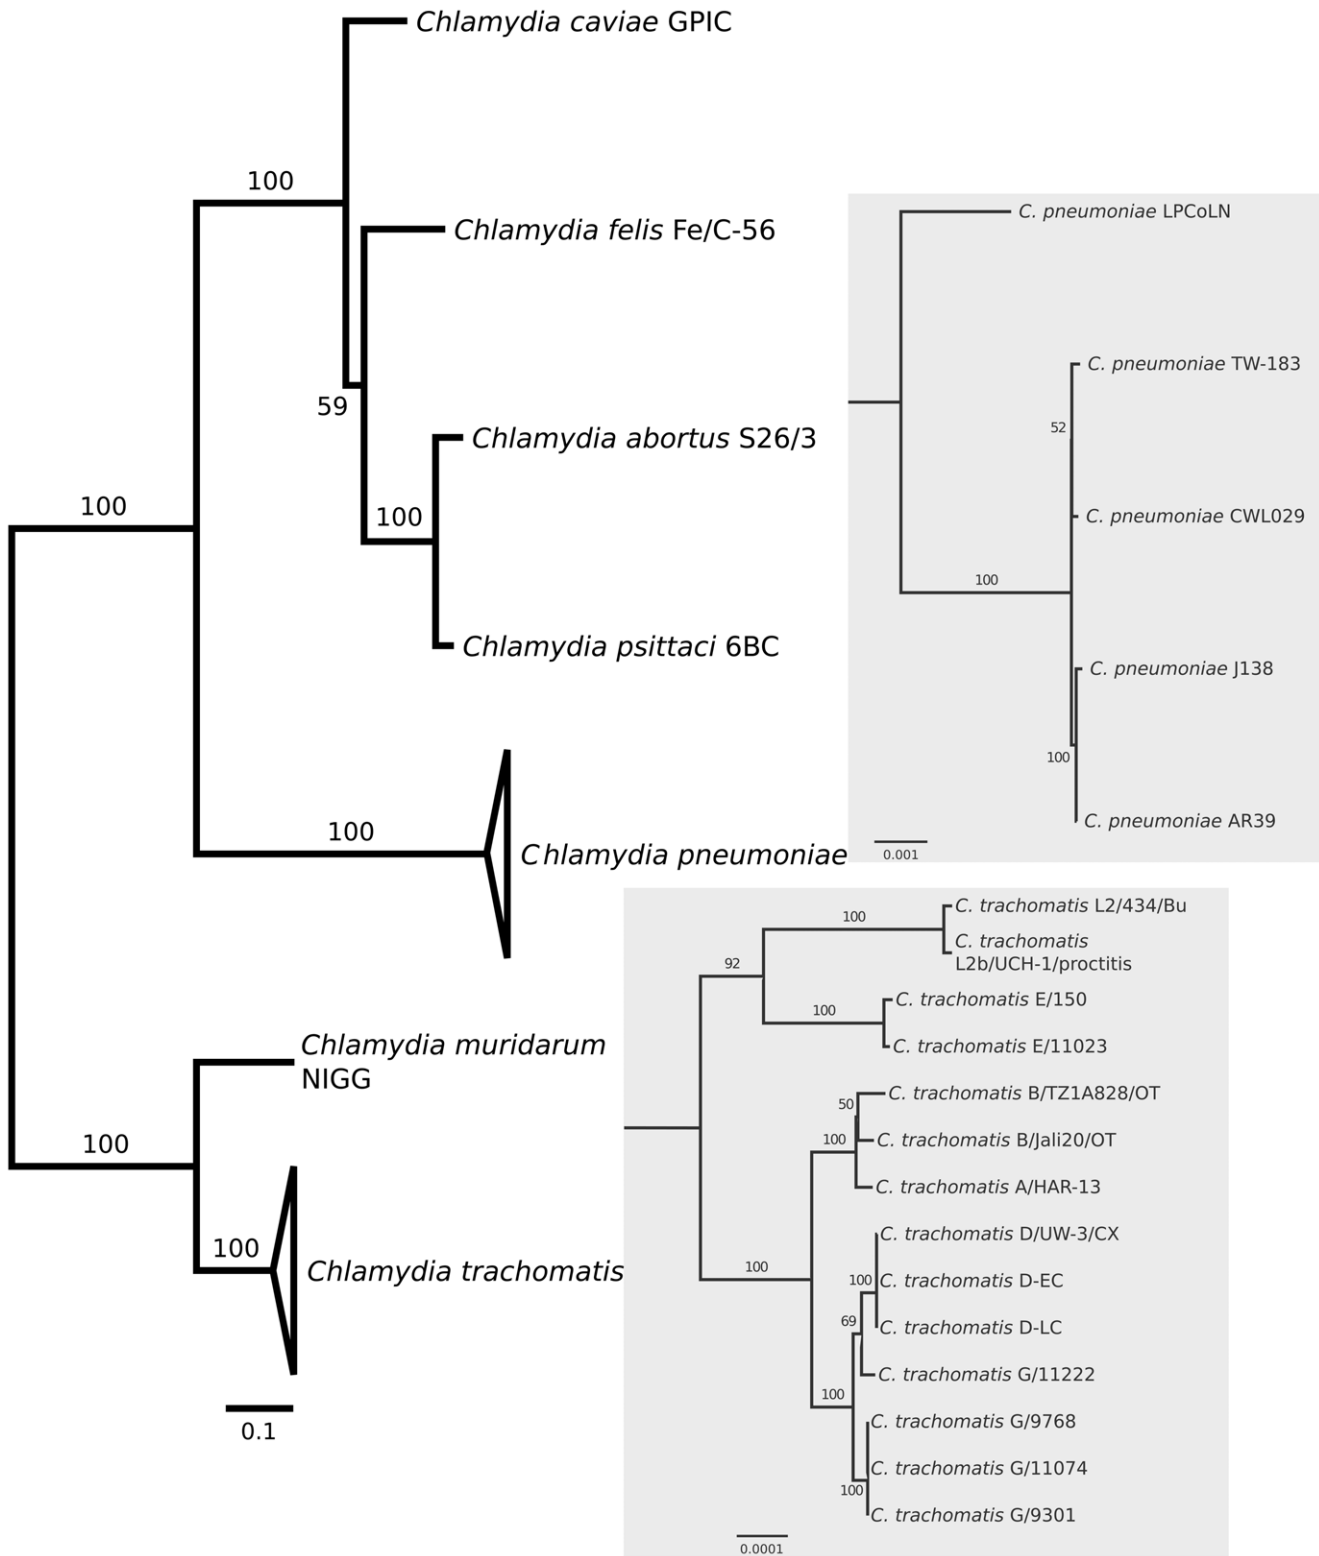 Chlamydia caviae GPIC
100
Chlamydia felis Fe/C-56
59
Chlamydia abortus S26/3
100
100
Chlamydia psittaci 6BC
100
Chlamydia pneumoniae
Chlamydia muridarum
NIGG
100
100
Chlamydia trachomatis
0.1
C. pneumoniae LPCoLN
C. pneumoniae TW-183
52
C. pneumoniae CWL029
100
C. pneumoniae J138
100
C. pneumoniae AR39
0.001
C. trachomatis L2/434/Bu
100
C. trachomatis
L2b/UCH-1/proctitis
92
C. trachomatis E/150
100
C. trachomatis E/11023
C. trachomatis B/TZ1A828/OT
50
C. trachomatis B/Jali20/OT
100
C. trachomatis A/HAR-13
C. trachomatis D/UW-3/CX
100
C. trachomatis D-EC
100
C. trachomatis D-LC
69
C. trachomatis G/11222
100
C. trachomatis G/9768
C. trachomatis G/11074
100
C. trachomatis G/9301
0.0001